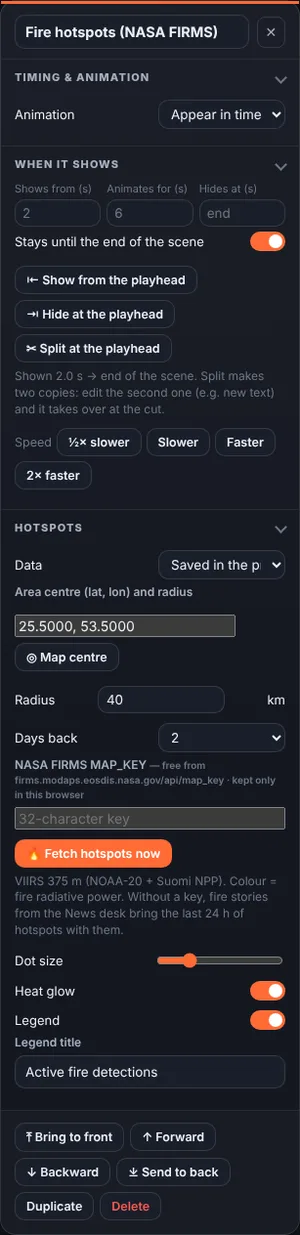 Fire hotspots (NASA FIRMS) ✕
TIMING & ANIMATION
Animation Appear in time
WHEN IT SHOWS
Shows from (s) Animates for (s) Hides at (s)
2 6 end
Stays until the end of the scene
⇤ Show from the playhead
⇥ Hide at the playhead
✂ Split at the playhead
Shown 2.0 s → end of the scene. Split makes
two copies: edit the second one (e.g. new text)
and it takes over at the cut.
Speed ½× slower Slower Faster
2× faster
HOTSPOTS
Data Saved in the p
Area centre (lat, lon) and radius
25.5000, 53.5000
◎ Map centre
Radius 40 km
Days back 2
NASA FIRMS MAP_KEY — free from
firms.modaps.eosdis.nasa.gov/api/map_key · kept only
in this browser
32-character key
🔥 Fetch hotspots now
VIIRS 375 m (NOAA-20 + Suomi NPP). Colour =
fire radiative power. Without a key, fire stories
from the News desk bring the last 24 h of
hotspots with them.
Dot size
Heat glow
Legend
Legend title
Active fire detections
⤒ Bring to front ↑ Forward
↓ Backward ⤓ Send to back
Duplicate Delete